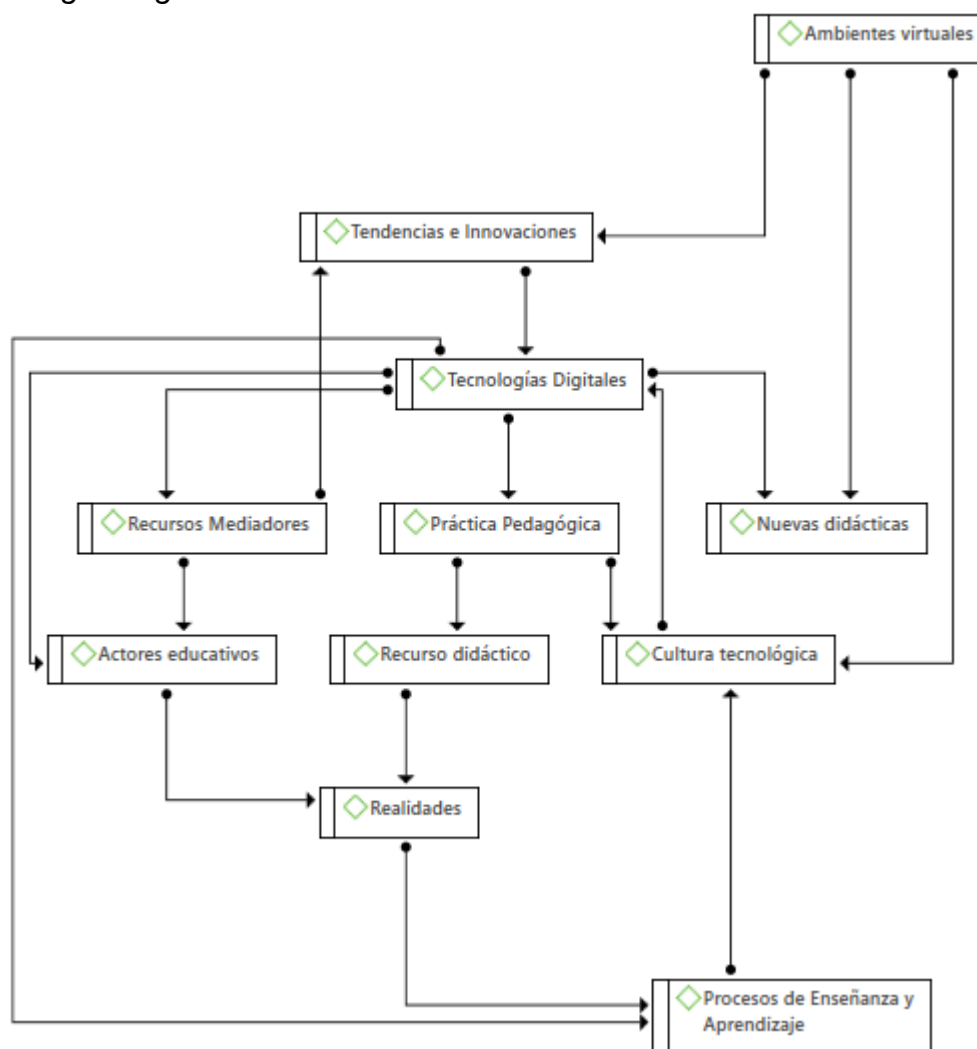 Ambientes virtuales
Tendencias e Innovaciones
Tecnologías Digitales
Recursos Mediadores
Práctica Pedagógica
Nuevas didácticas
Actores educativos
Recurso didáctico
Cultura tecnológica
Realidades
Procesos de Enseñanza y
Aprendizaje